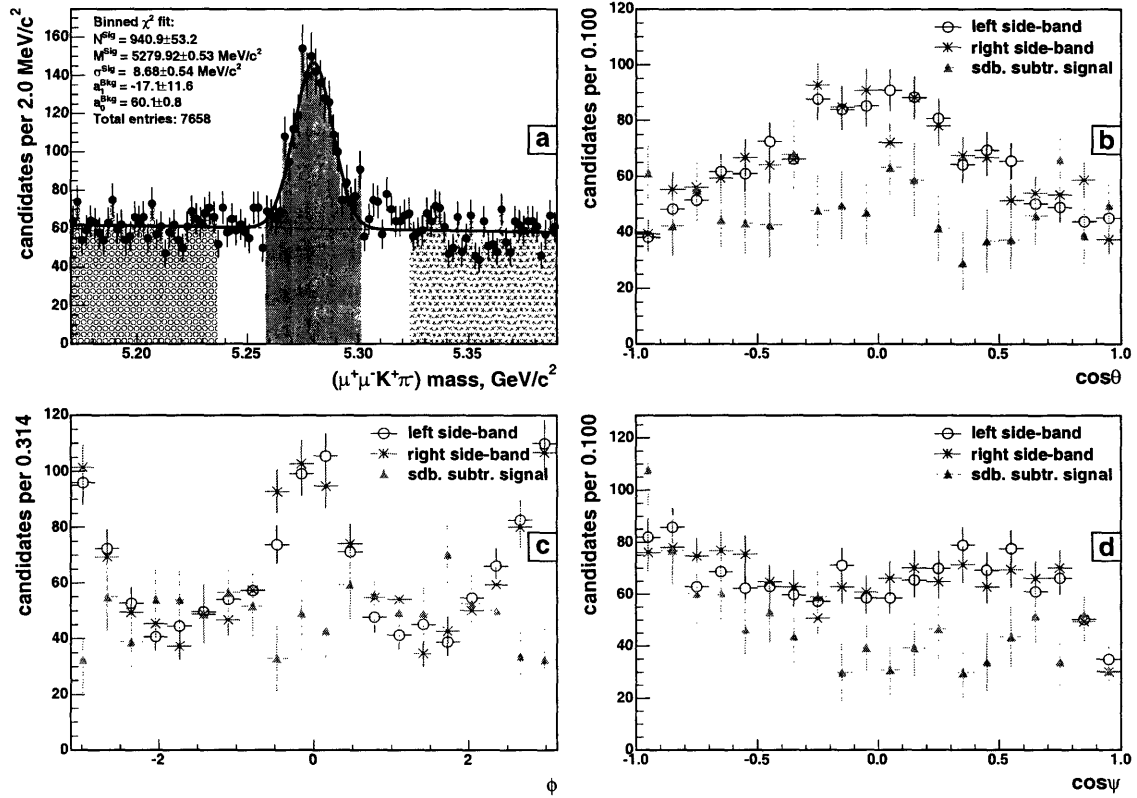 candidates per 2.0 MeV/c²
160
140
120
100
80
60
40
20
0
Binned χ² fit:
N^Sig = 940.9±53.2
M^Sig = 5279.92±0.53 MeV/c²
σ^Sig = 8.68±0.54 MeV/c²
a₁^Bkg = -17.1±11.6
a₀^Bkg = 60.1±0.8
Total entries: 7658
a
5.20 5.25 5.30 5.35
(μ⁺μ⁻K⁺π⁻) mass, GeV/c²
candidates per 0.100
120
100
80
60
40
20
0
left side-band
right side-band
sdb. subtr. signal
b
-1.0 -0.5 0.0 0.5 1.0
cosθ
candidates per 0.314
120
100
80
60
40
20
0
left side-band
right side-band
sdb. subtr. signal
c
-2 0 2
ϕ
candidates per 0.100
120
100
80
60
40
20
0
left side-band
right side-band
sdb. subtr. signal
d
-1.0 -0.5 0.0 0.5 1.0
cosψ